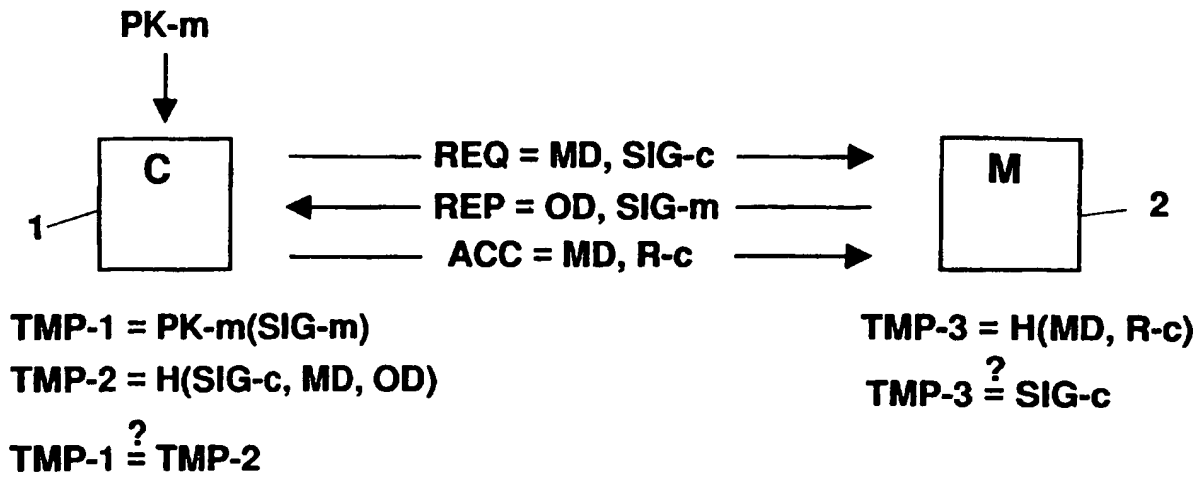 PK-m
C
M
REQ = MD, SIG-c
REP = OD, SIG-m
ACC = MD, R-c
1
2
TMP-1 = PK-m(SIG-m)
TMP-2 = H(SIG-c, MD, OD)
TMP-1 ≟ TMP-2
TMP-3 = H(MD, R-c)
TMP-3 ≟ SIG-c